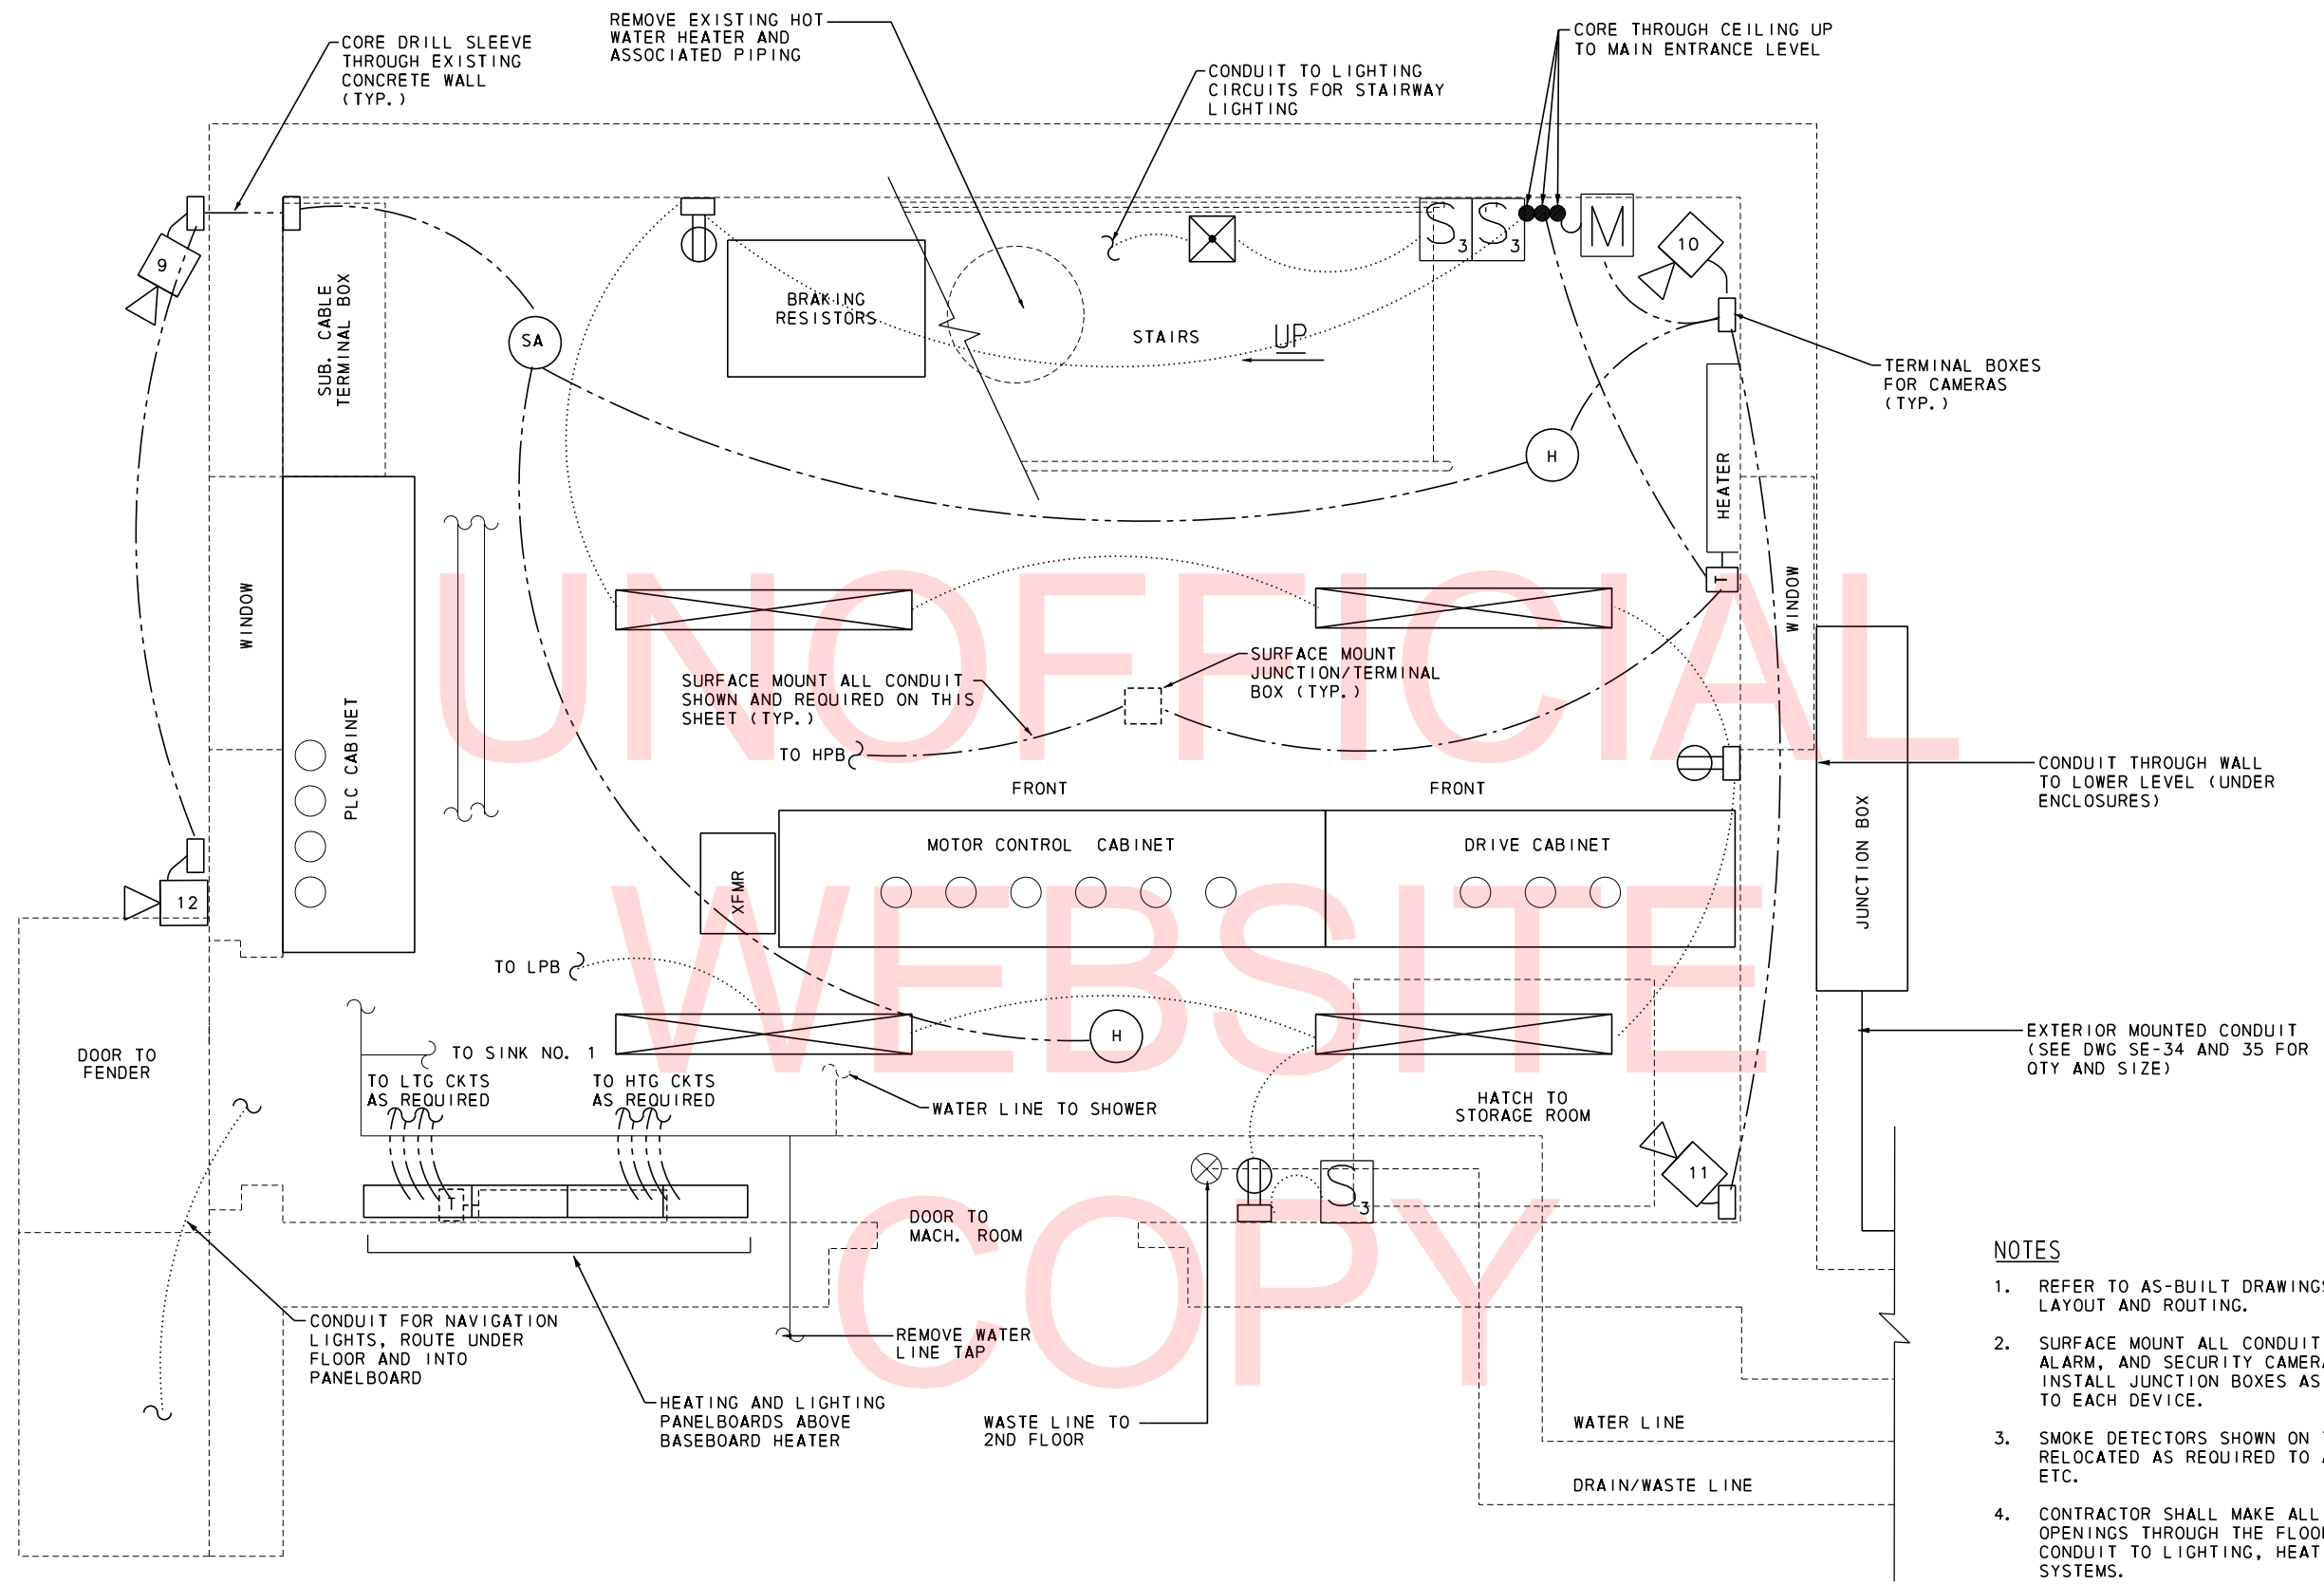 REMOVE EXISTING HOT
WATER HEATER AND
ASSOCIATED PIPING
CORE DRILL SLEEVE
THROUGH EXISTING
CONCRETE WALL
(TYP.)
CONDUIT TO LIGHTING
CIRCUITS FOR STAIRWAY
LIGHTING
CORE THROUGH CEILING UP
TO MAIN ENTRANCE LEVEL
9
SUB. CABLE
TERMINAL BOX
SA
BRAKING
RESISTORS
STAIRS
UP
S3
S3
M
10
TERMINAL BOXES
FOR CAMERAS
(TYP.)
H
HEATER
T
WINDOW
WINDOW
PLC CABINET
SURFACE MOUNT ALL CONDUIT
SHOWN AND REQUIRED ON THIS
SHEET (TYP.)
SURFACE MOUNT
JUNCTION/TERMINAL
BOX (TYP.)
TO HPB
FRONT
FRONT
CONDUIT THROUGH WALL
TO LOWER LEVEL (UNDER
ENCLOSURES)
JUNCTION BOX
12
XFMR
MOTOR CONTROL CABINET
DRIVE CABINET
TO LPB
H
EXTERIOR MOUNTED CONDUIT
(SEE DWG SE-34 AND 35 FOR
QTY AND SIZE)
DOOR TO
FENDER
TO SINK NO. 1
TO LTG CKTS
AS REQUIRED
TO HTG CKTS
AS REQUIRED
WATER LINE TO SHOWER
HATCH TO
STORAGE ROOM
11
S3
T
DOOR TO
MACH. ROOM
CONDUIT FOR NAVIGATION
LIGHTS, ROUTE UNDER
FLOOR AND INTO
PANELBOARD
REMOVE WATER
LINE TAP
HEATING AND LIGHTING
PANELBOARDS ABOVE
BASEBOARD HEATER
WASTE LINE TO
2ND FLOOR
WATER LINE
DRAIN/WASTE LINE
NOTES
1. REFER TO AS-BUILT DRAWINGS
LAYOUT AND ROUTING.
2. SURFACE MOUNT ALL CONDUIT
ALARM, AND SECURITY CAMERA
INSTALL JUNCTION BOXES AS
TO EACH DEVICE.
3. SMOKE DETECTORS SHOWN ON
RELOCATED AS REQUIRED TO
ETC.
4. CONTRACTOR SHALL MAKE ALL
OPENINGS THROUGH THE FLOOR
CONDUIT TO LIGHTING, HEAT
SYSTEMS.
UNOFFICIAL
WEBSITE
COPY